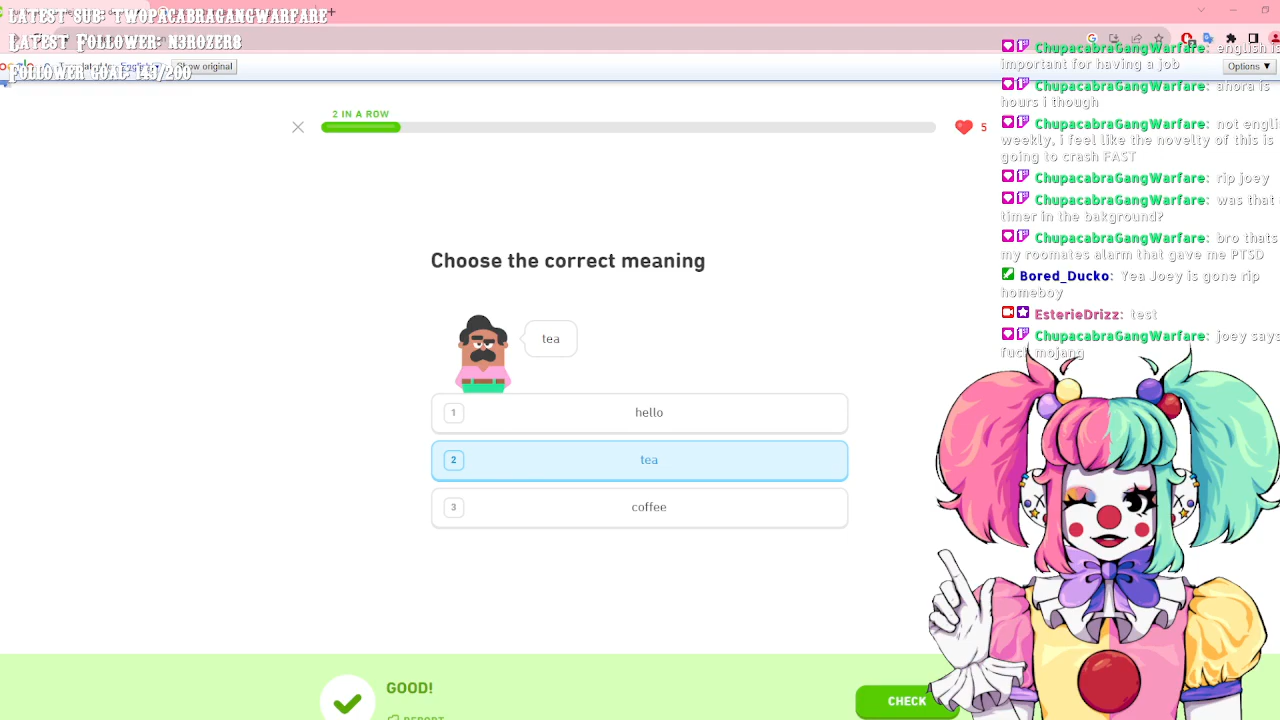 LATEST SUB: TWOPACABRAGANGWARFARE
LATEST FOLLOWER: N3ROZER8
FOLLOWER GOAL: 195/200
Show original
Options ▼
2 IN A ROW
5
Choose the correct meaning
tea
1 hello
2 tea
3 coffee
GOOD!
REPORT
CHECK
ChupacabraGangWarfare: english is
important for having a job
ChupacabraGangWarfare: ahora is
hours i though
ChupacabraGangWarfare: not engli
weekly, i feel like the novelty of this is
going to crash FAST
ChupacabraGangWarfare: rip joey
ChupacabraGangWarfare: was that
timer in the bakground?
ChupacabraGangWarfare: bro thats
my roomates alarm that gave me PTSD
Bored_Ducko: Yea Joey is gone rip
homeboy
EsterieDrizz: test
ChupacabraGangWarfare: joey says
fuck mojang